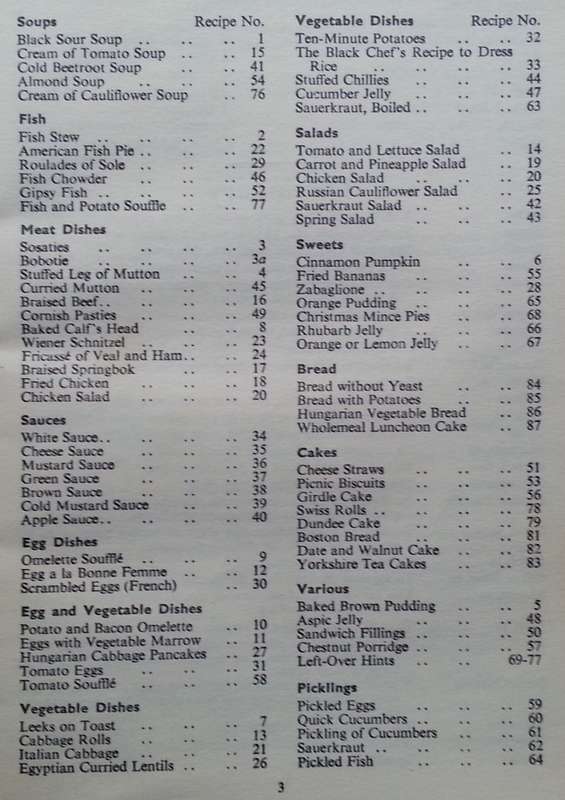 Soups Recipe No.
Black Sour Soup .. .. 1
Cream of Tomato Soup .. .. 15
Cold Beetroot Soup .. .. 41
Almond Soup .. .. .. 54
Cream of Cauliflower Soup .. 76
Fish
Fish Stew .. .. .. 2
American Fish Pie .. .. .. 22
Roulades of Sole .. .. .. 29
Fish Chowder .. .. .. 46
Gipsy Fish .. .. .. 52
Fish and Potato Souffle .. .. 77
Meat Dishes
Sosaties .. .. .. .. 3
Bobotie .. .. .. .. 3a
Stuffed Leg of Mutton .. .. 4
Curried Mutton .. .. .. 45
Braised Beef.. .. .. .. 16
Cornish Pasties .. .. .. 49
Baked Calf's Head .. .. 8
Wiener Schnitzel .. .. .. 23
Fricassé of Veal and Ham.. .. 24
Braised Springbok .. .. 17
Fried Chicken .. .. .. 18
Chicken Salad .. .. .. 20
Sauces
White Sauce.. .. .. .. 34
Cheese Sauce .. .. .. 35
Mustard Sauce .. .. .. 36
Green Sauce .. .. .. 37
Brown Sauce .. .. .. 38
Cold Mustard Sauce .. .. 39
Apple Sauce.. .. .. .. 40
Egg Dishes
Omelette Soufflé .. .. .. 9
Egg a la Bonne Femme .. .. 12
Scrambled Eggs (French) .. 30
Egg and Vegetable Dishes
Potato and Bacon Omelette .. 10
Eggs with Vegetable Marrow .. 11
Hungarian Cabbage Pancakes .. 27
Tomato Eggs .. .. .. 31
Tomato Soufflé .. .. .. 58
Vegetable Dishes
Leeks on Toast .. .. .. 7
Cabbage Rolls .. .. .. 13
Italian Cabbage .. .. .. 21
Egyptian Curried Lentils .. .. 26
Vegetable Dishes Recipe No.
Ten-Minute Potatoes .. .. 32
The Black Chef's Recipe to Dress
Rice .. .. .. .. 33
Stuffed Chillies .. .. .. 44
Cucumber Jelly .. .. .. 47
Sauerkraut, Boiled .. .. .. 63
Salads
Tomato and Lettuce Salad .. 14
Carrot and Pineapple Salad .. 19
Chicken Salad .. .. .. 20
Russian Cauliflower Salad .. 25
Sauerkraut Salad .. .. .. 42
Spring Salad .. .. .. 43
Sweets
Cinnamon Pumpkin .. .. 6
Fried Bananas .. .. .. 55
Zabaglione .. .. .. .. 28
Orange Pudding .. .. .. 65
Christmas Mince Pies .. .. 68
Rhubarb Jelly .. .. .. 66
Orange or Lemon Jelly .. .. 67
Bread
Bread without Yeast .. .. 84
Bread with Potatoes .. .. 85
Hungarian Vegetable Bread .. 86
Wholemeal Luncheon Cake .. 87
Cakes
Cheese Straws .. .. .. 51
Picnic Biscuits .. .. .. 53
Girdle Cake .. .. .. 56
Swiss Rolls .. .. .. .. 78
Dundee Cake .. .. .. 79
Boston Bread .. .. .. 81
Date and Walnut Cake .. .. 82
Yorkshire Tea Cakes .. .. 83
Various
Baked Brown Pudding .. .. 5
Aspic Jelly .. .. .. 48
Sandwich Fillings .. .. .. 50
Chestnut Porridge .. .. .. 57
Left-Over Hints .. .. 69-77
Picklings
Pickled Eggs .. .. .. 59
Quick Cucumbers .. .. .. 60
Pickling of Cucumbers .. .. 61
Sauerkraut .. .. .. .. 62
Pickled Fish .. .. .. 64
3